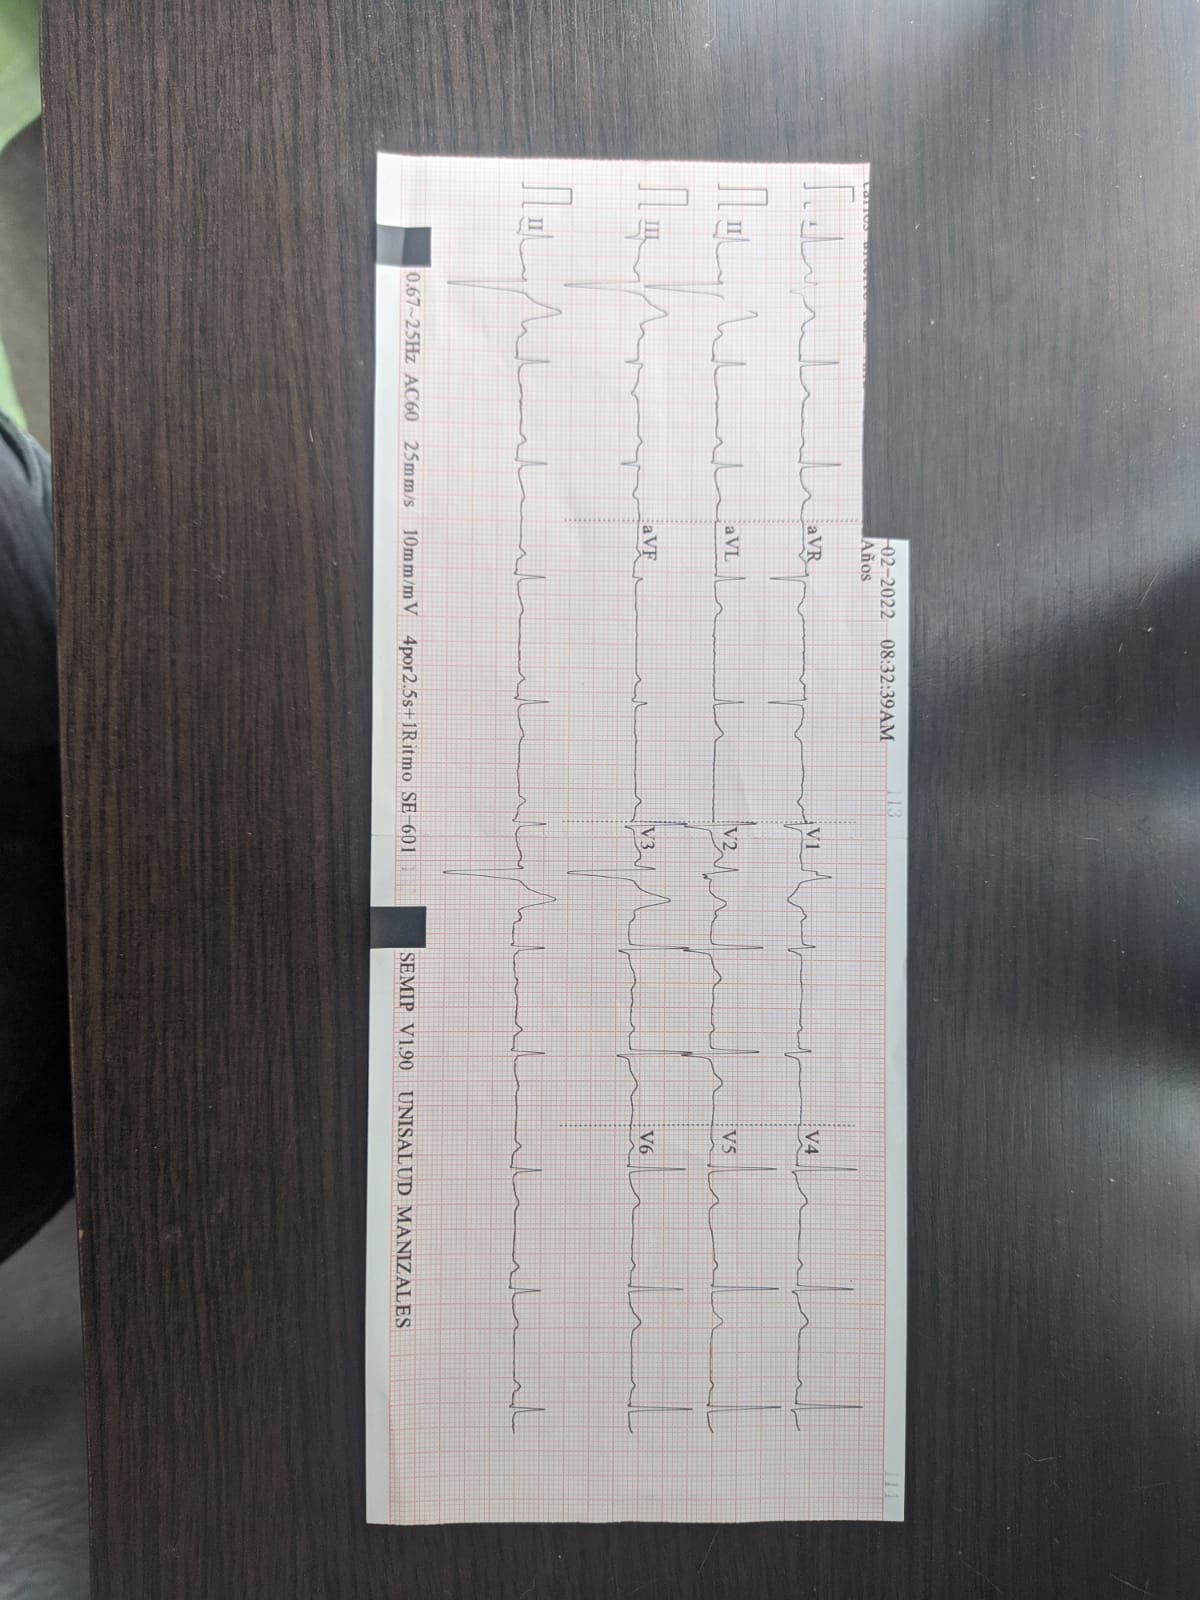 -02-2022 08:32:39AM 113 114
Años
aVR V1 V4
II aVL V2 V5
III aVF V3 V6
II
0.67~25Hz AC60 25mm/s 10mm/mV 4por2.5s+1Ritmo SE-601 SEMIP V1.90 UNISALUD MANIZALES